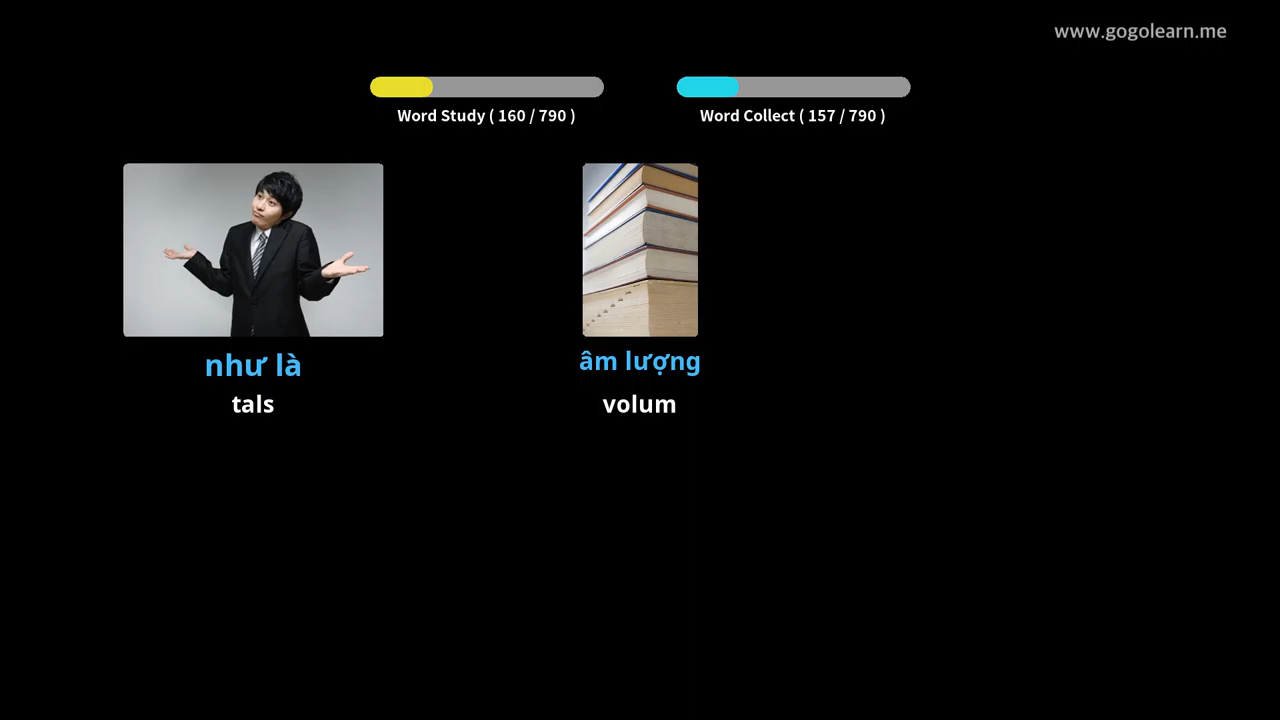 www.gogolearn.me
Word Study ( 160 / 790 )
Word Collect ( 157 / 790 )
như là
tals
âm lượng
volum